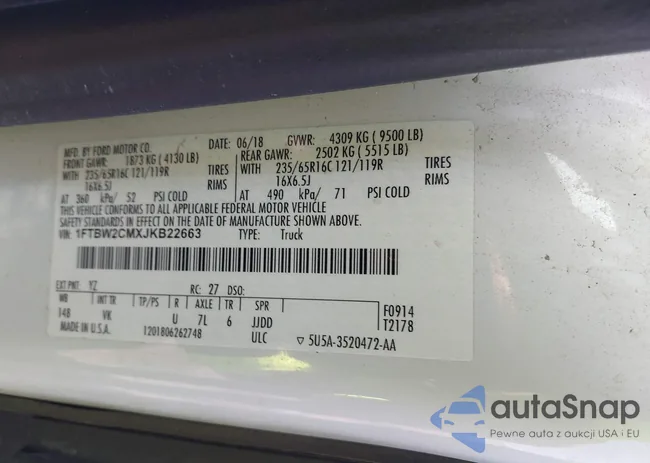 MFD. BY FORD MOTOR CO. DATE: 06/18 GVWR: 4309 KG ( 9500 LB)
FRONT GAWR: 1873 KG ( 4130 LB) REAR GAWR: 2502 KG ( 5515 LB)
WITH 235/65R16C 121/119R TIRES WITH 235/65R16C 121/119R TIRES
16X6.5J RIMS 16X6.5J RIMS
AT 360 kPa/ 52 PSI COLD AT 490 kPa/ 71 PSI COLD
THIS VEHICLE CONFORMS TO ALL APPLICABLE FEDERAL MOTOR VEHICLE
SAFETY STANDARDS IN EFFECT ON THE DATE OF MANUFACTURE SHOWN ABOVE.
VIN: 1FTBW2CMXJKB22663 TYPE: Truck
EXT PNT: YZ RC: 27 DSO:
WB INT TR TP/PS R AXLE TR SPR F0914
148 VK U 7L 6 JJDD T2178
MADE IN U.S.A. 1201806262748 ULC ▽ 5U5A-3520472-AA
autaSnap
Pewne auta z aukcji USA i EU